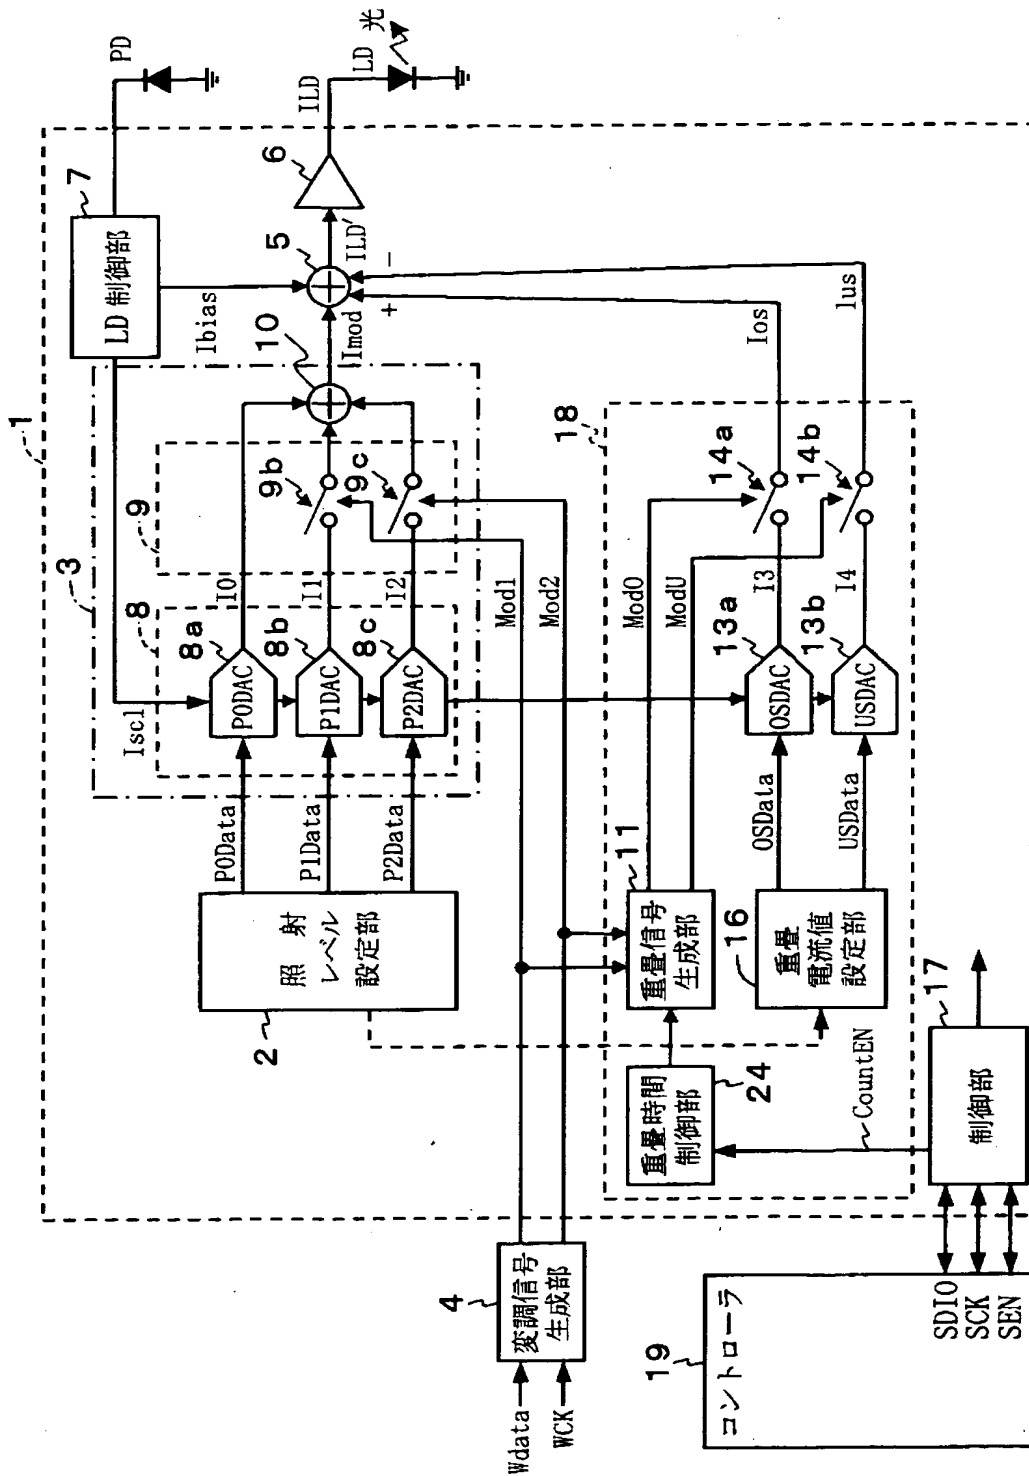 1
PD
7
LD 制御部
LD 光
ILD
6
ILD'
5
-
+
Ibias
Imod
10
3
9
9b
9c
8
Iscl
8a
P0DAC
I0
8b
P1DAC
I1
8c
P2DAC
I2
P0Data
P1Data
P2Data
照 射
レベル
設定部
2
Mod1
Mod2
Ios
Ius
18
14a
14b
ModO
ModU
I3
I4
13a
OSDAC
13b
USDAC
OSData
USData
11
重畳信号
生成部
16
重畳
電流値
設定部
重畳時間
制御部
24
CountEN
17
制御部
4
変調信号
生成部
Wdata
WCK
19
コントローラ
SDIO
SCK
SEN